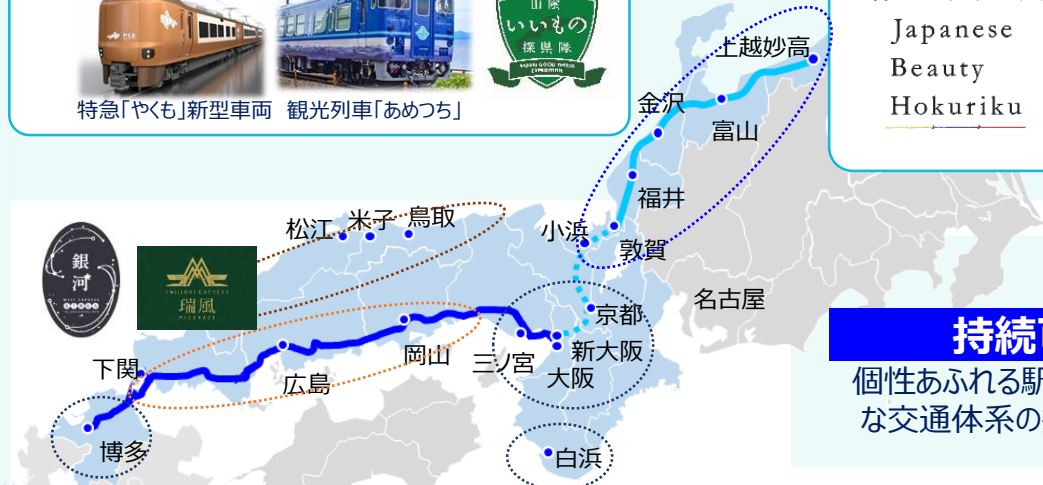 山陰
いいもの
探県隊
特急「やくも」新型車両 観光列車「あめつち」
Japanese
Beauty
Hokuriku
上越妙高
金沢
富山
福井
小浜
敦賀
松江 米子 鳥取
銀河
瑞風
京都
名古屋
新大阪
大阪
三ノ宮
岡山
広島
下関
博多
白浜
持続
個性あふれる駅
な交通体系の